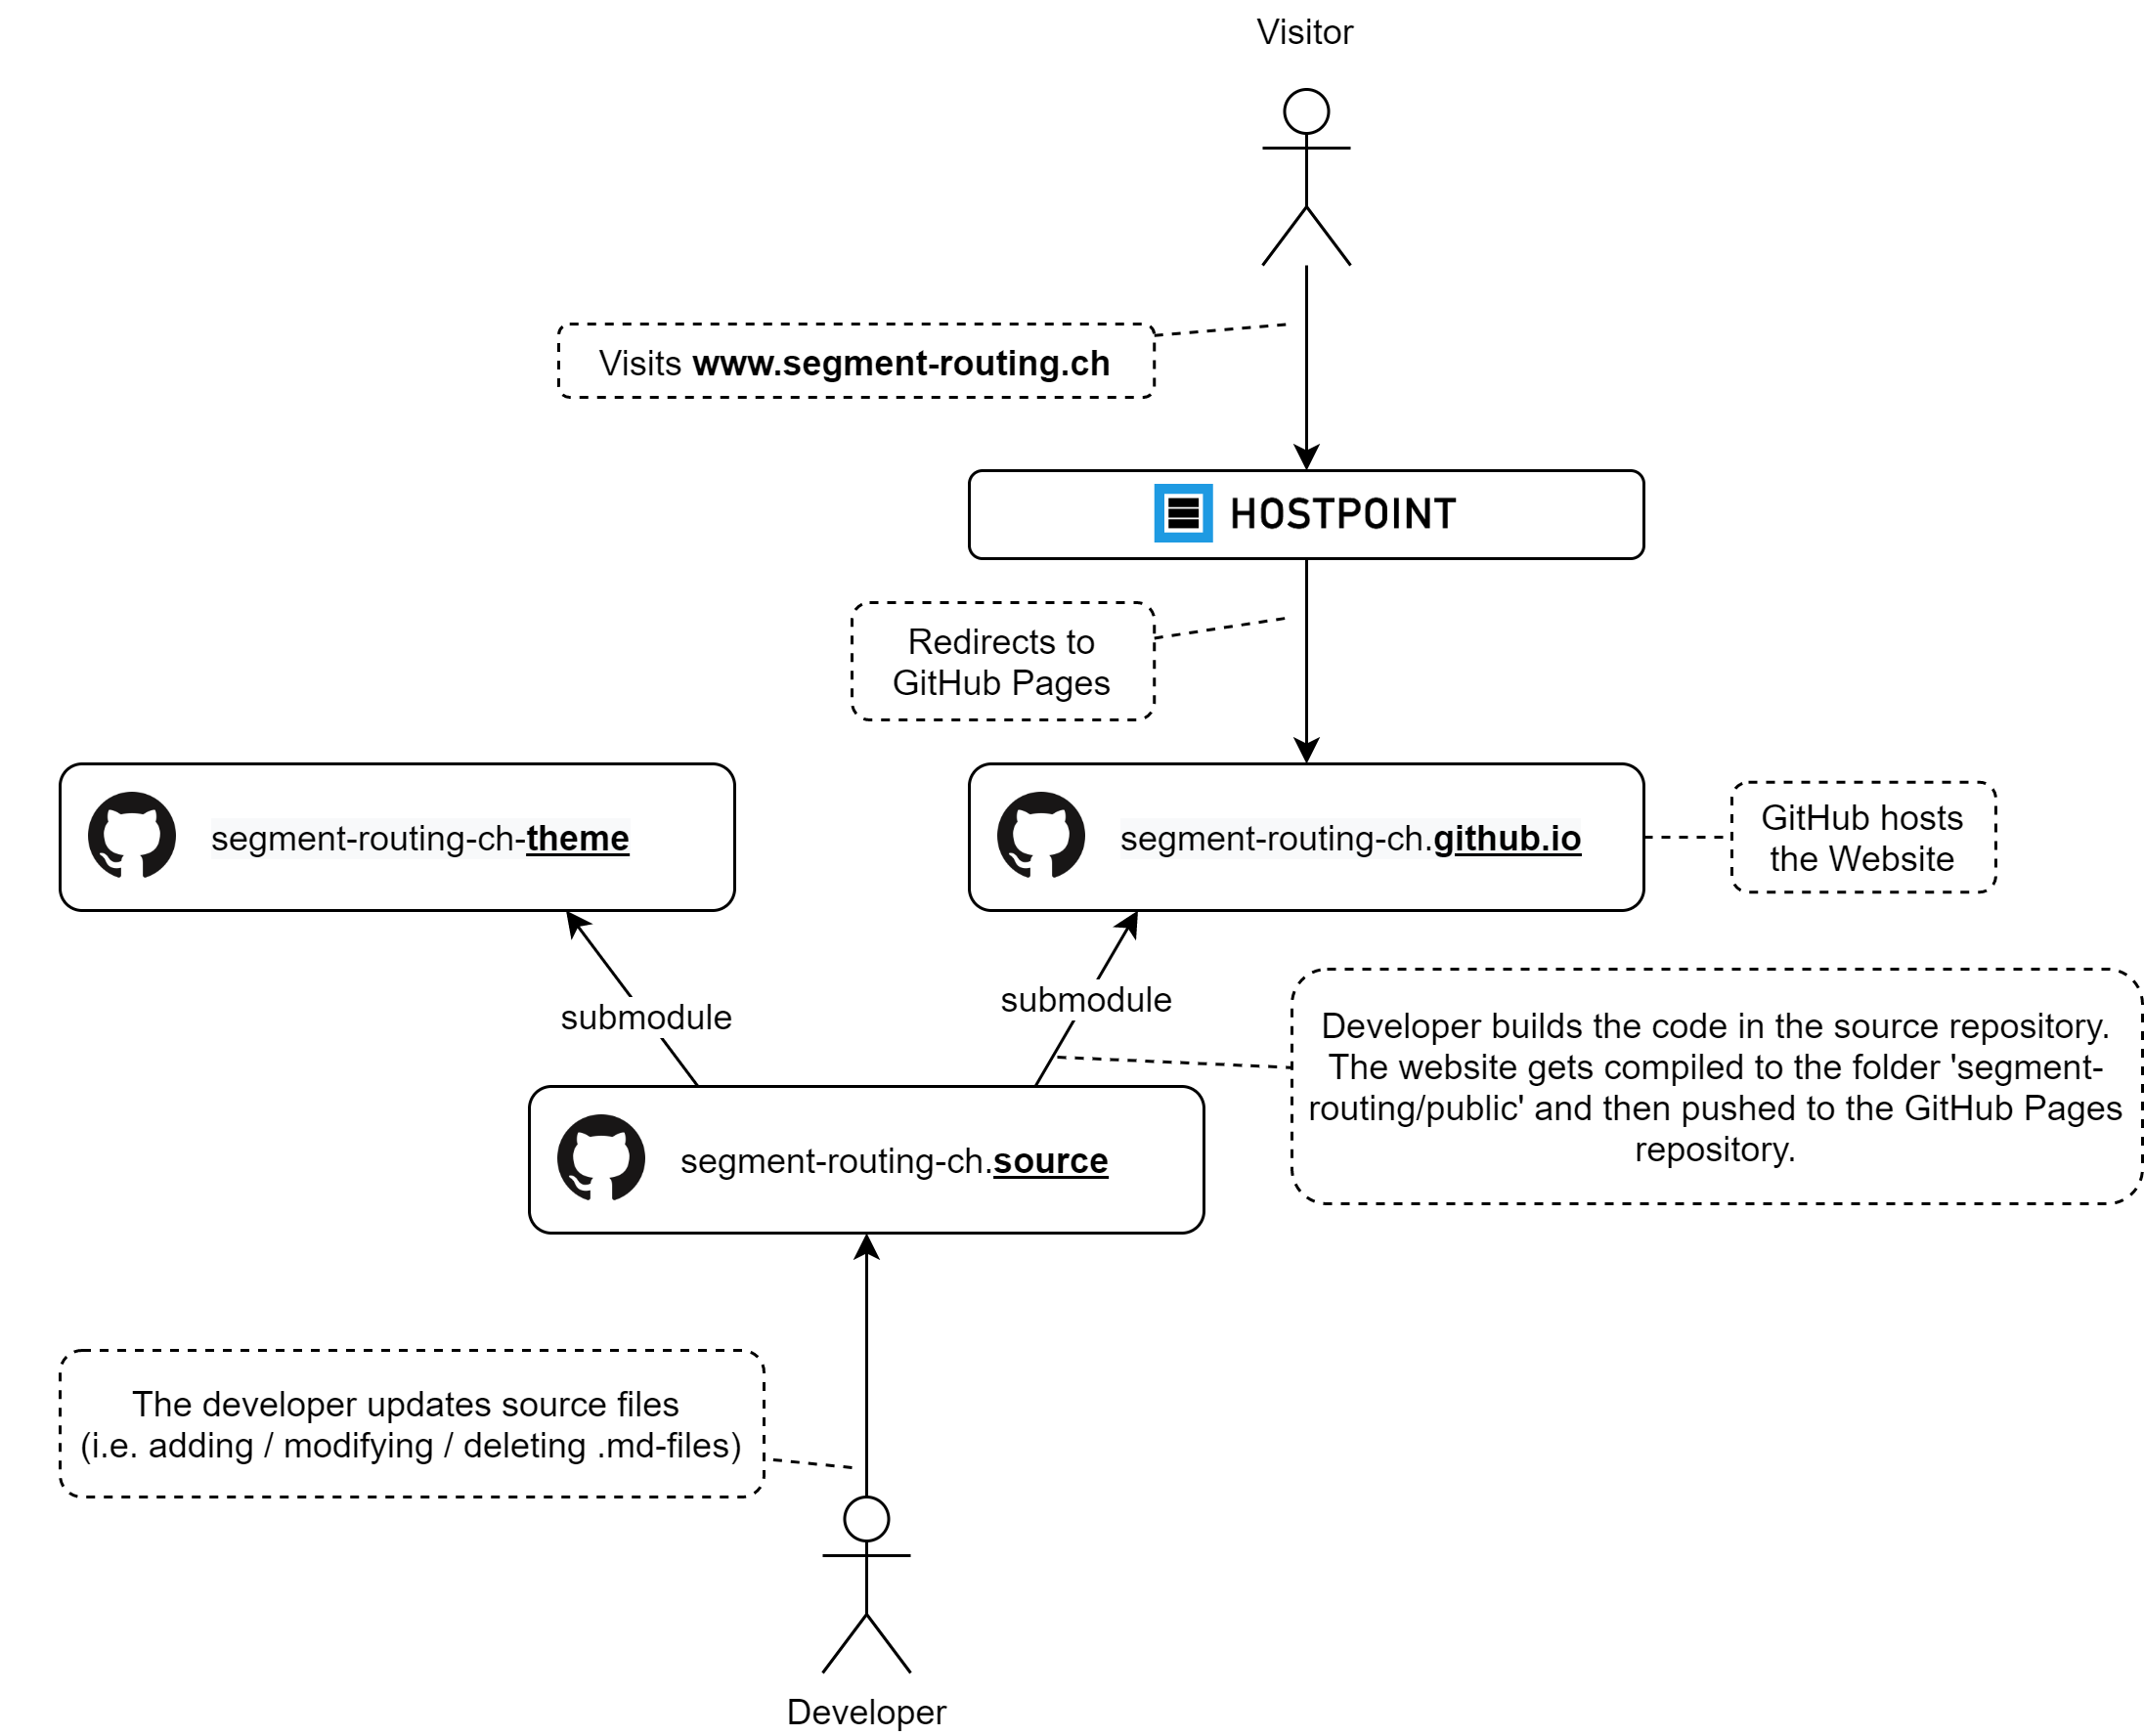 Visitor
Visits www.segment-routing.ch
HOSTPOINT
Redirects to
GitHub Pages
segment-routing-ch-theme
segment-routing-ch.github.io
GitHub hosts
the Website
submodule
submodule
Developer builds the code in the source repository.
The website gets compiled to the folder 'segment-
routing/public' and then pushed to the GitHub Pages
repository.
segment-routing-ch.source
The developer updates source files
(i.e. adding / modifying / deleting .md-files)
Developer